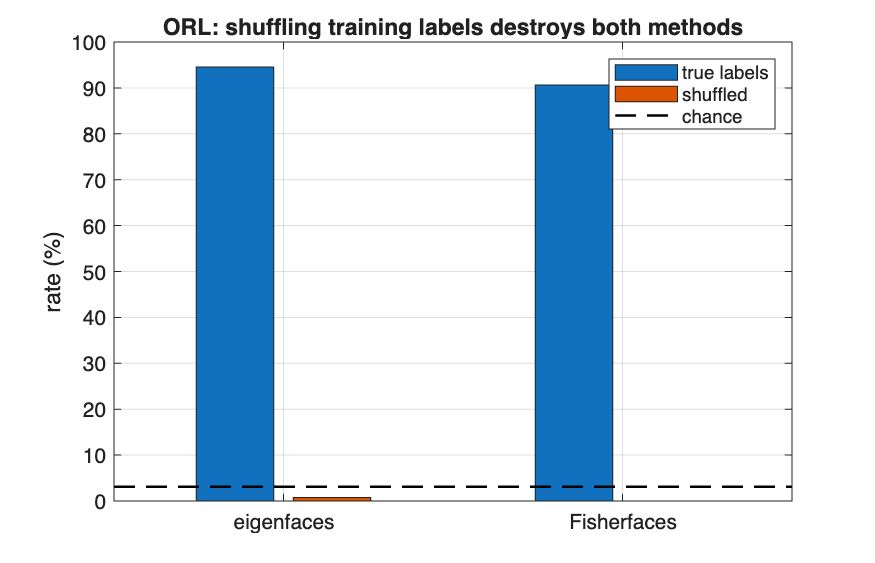 ORL: shuffling training labels destroys both methods
100
90
80
70
60
50
40
30
20
10
0
rate (%)
true labels
shuffled
chance
eigenfaces
Fisherfaces